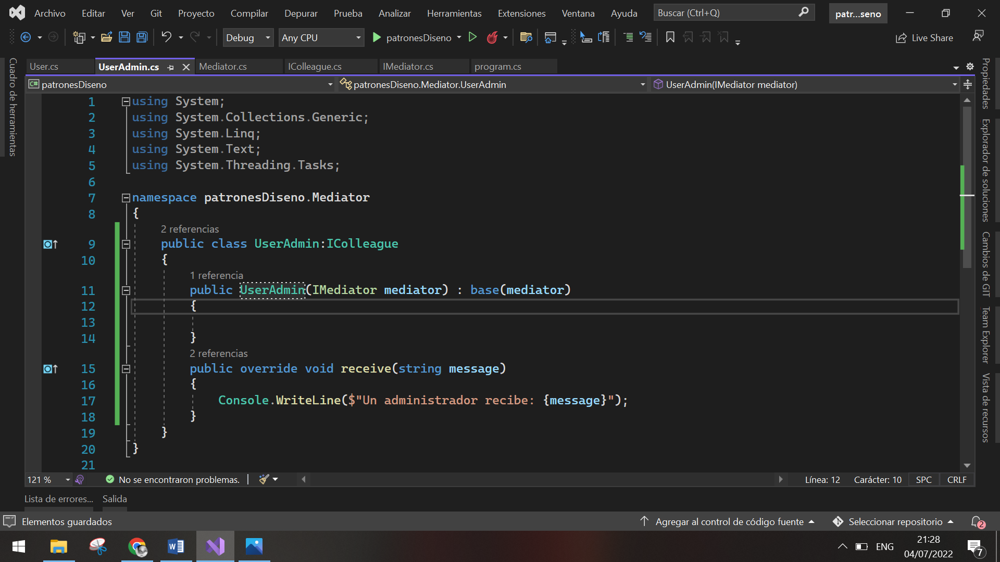 Archivo Editar Ver Git Proyecto Compilar Depurar Prueba Analizar Herramientas Extensiones Ventana Ayuda Buscar (Ctrl+Q) patr...seno
Debug Any CPU patronesDiseno Live Share
Cuadro de herramientas
User.cs UserAdmin.cs Mediator.cs IColleague.cs IMediator.cs program.cs
C# patronesDiseno patronesDiseno.Mediator.UserAdmin UserAdmin(IMediator mediator)
1 using System;
2 using System.Collections.Generic;
3 using System.Linq;
4 using System.Text;
5 using System.Threading.Tasks;
6
7 namespace patronesDiseno.Mediator
8 {
2 referencias
9 public class UserAdmin:IColleague
10 {
1 referencia
11 public UserAdmin(IMediator mediator) : base(mediator)
12 {
13
14 }
2 referencias
15 public override void receive(string message)
16 {
17 Console.WriteLine($"Un administrador recibe: {message}");
18 }
19 }
20 }
21
Propiedades
Explorador de soluciones
Cambios de GIT
Team Explorer
Vista de recursos
121 % No se encontraron problemas. Línea: 12 Carácter: 10 SPC CRLF
Lista de errores... Salida
Elementos guardados Agregar al control de código fuente Seleccionar repositorio 2
W ENG 21:28
04/07/2022 7